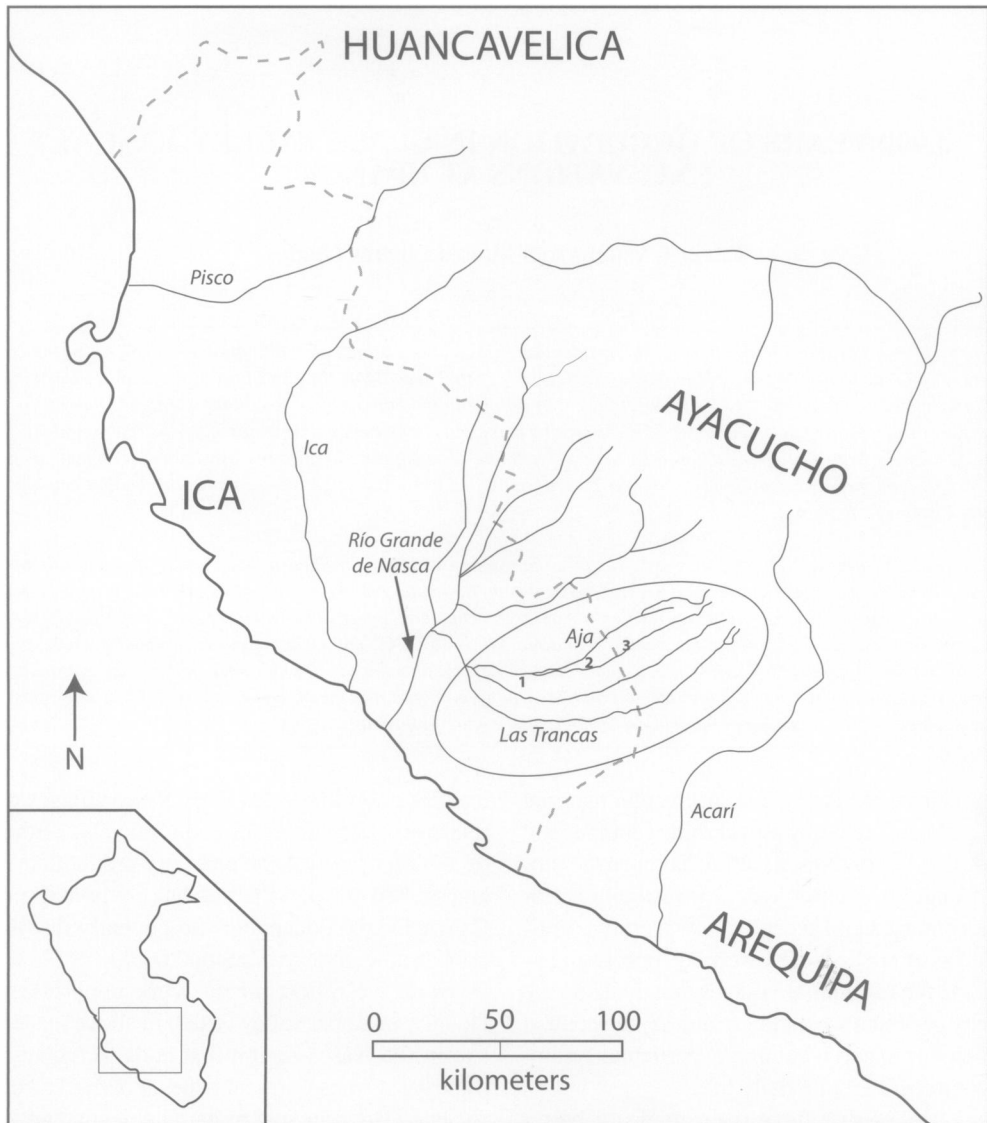 HUANCAVELICA
Pisco
AYACUCHO
Ica
ICA
Río Grande
de Nasca
Aja
3
2
1
Las Trancas
N
Acarí
AREQUIPA
0 50 100
kilometers